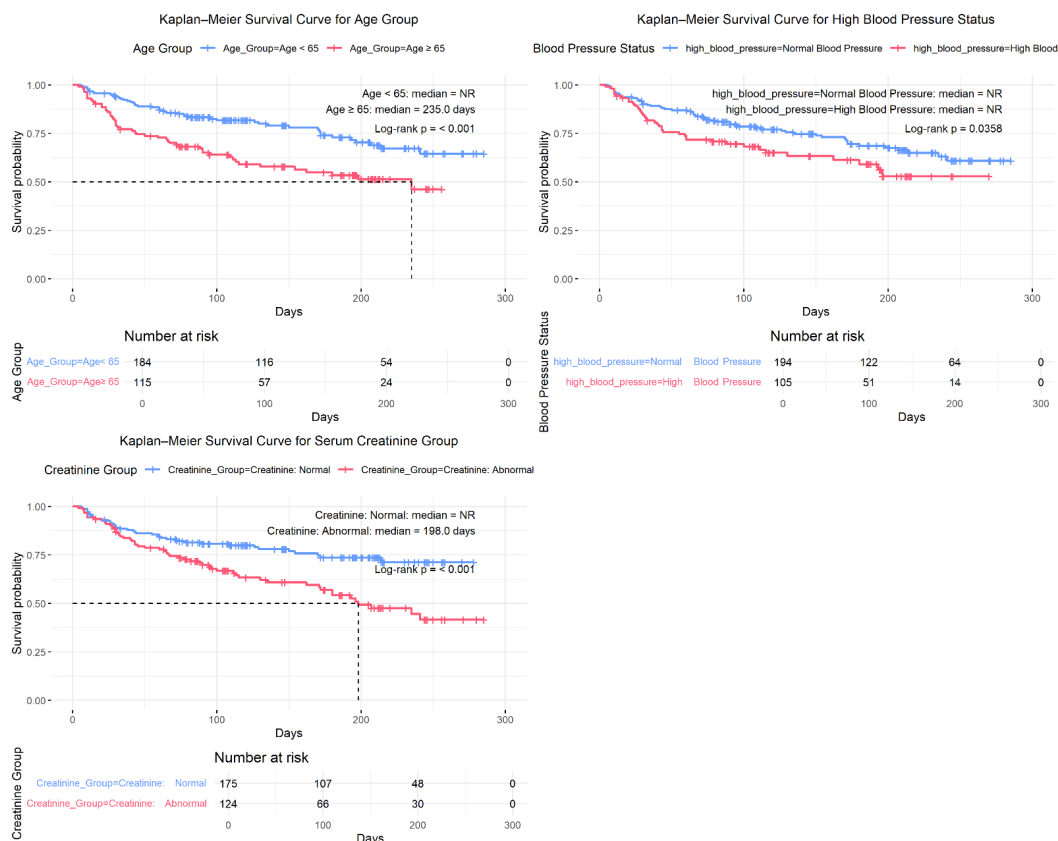 Kaplan–Meier Survival Curve for Age Group
Age Group Age_Group=Age < 65 Age_Group=Age ≥ 65
1.00
0.75
0.50
0.25
0.00
Survival probability
Age < 65: median = NR
Age ≥ 65: median = 235.0 days
Log-rank p = < 0.001
0 100 200 300
Days
Number at risk
Age Group
Age_Group=Age< 65 184 116 54 0
Age_Group=Age≥ 65 115 57 24 0
0 100 200 300
Days
Kaplan–Meier Survival Curve for High Blood Pressure Status
Blood Pressure Status high_blood_pressure=Normal Blood Pressure high_blood_pressure=High Blood
1.00
0.75
0.50
0.25
0.00
Survival probability
high_blood_pressure=Normal Blood Pressure: median = NR
high_blood_pressure=High Blood Pressure: median = NR
Log-rank p = 0.0358
0 100 200 300
Days
Number at risk
Blood Pressure Status
high_blood_pressure=Normal Blood Pressure 194 122 64 0
high_blood_pressure=High Blood Pressure 105 51 14 0
0 100 200 300
Days
Kaplan–Meier Survival Curve for Serum Creatinine Group
Creatinine Group Creatinine_Group=Creatinine: Normal Creatinine_Group=Creatinine: Abnormal
1.00
0.75
0.50
0.25
0.00
Survival probability
Creatinine: Normal: median = NR
Creatinine: Abnormal: median = 198.0 days
Log-rank p = < 0.001
0 100 200 300
Days
Number at risk
Creatinine Group
Creatinine_Group=Creatinine: Normal 175 107 48 0
Creatinine_Group=Creatinine: Abnormal 124 66 30 0
0 100 200 300
Days